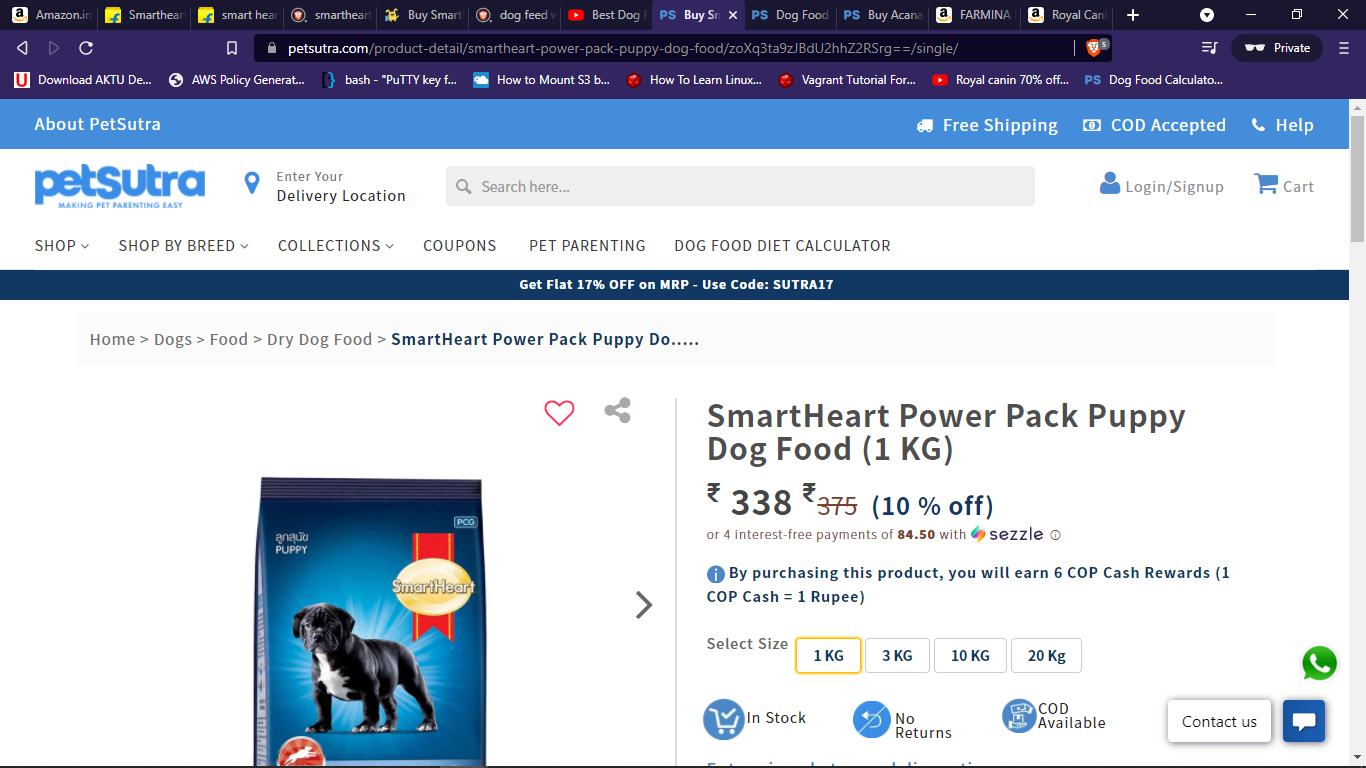 Amazon.in
Smarthear
smart hear
smartheart
Buy Smart
dog feed v
Best Dog F
PS Buy Sn
PS Dog Food
PS Buy Acana
FARMINA
Royal Cani
petsutra.com/product-detail/smartheart-power-pack-puppy-dog-food/zoXq3ta9zJBdU2hhZ2RSrg==/single/
5
Private
Download AKTU De...
AWS Policy Generat...
bash - "PuTTY key f...
How to Mount S3 b...
How To Learn Linux...
Vagrant Tutorial For...
Royal canin 70% off...
PS Dog Food Calculato...
About PetSutra
Free Shipping
COD Accepted
Help
petSutra
MAKING PET PARENTING EASY
Enter Your
Delivery Location
Search here...
Login/Signup
Cart
SHOP
SHOP BY BREED
COLLECTIONS
COUPONS
PET PARENTING
DOG FOOD DIET CALCULATOR
Get Flat 17% OFF on MRP - Use Code: SUTRA17
Home > Dogs > Food > Dry Dog Food > SmartHeart Power Pack Puppy Do.....
SmartHeart Power Pack Puppy
Dog Food (1 KG)
₹ 338 ₹375 (10 % off)
or 4 interest-free payments of 84.50 with sezzle
By purchasing this product, you will earn 6 COP Cash Rewards (1
COP Cash = 1 Rupee)
Select Size
1 KG
3 KG
10 KG
20 Kg
In Stock
No
Returns
COD
Available
Contact us
PCG
ลูกสุนัข
PUPPY
SmartHeart